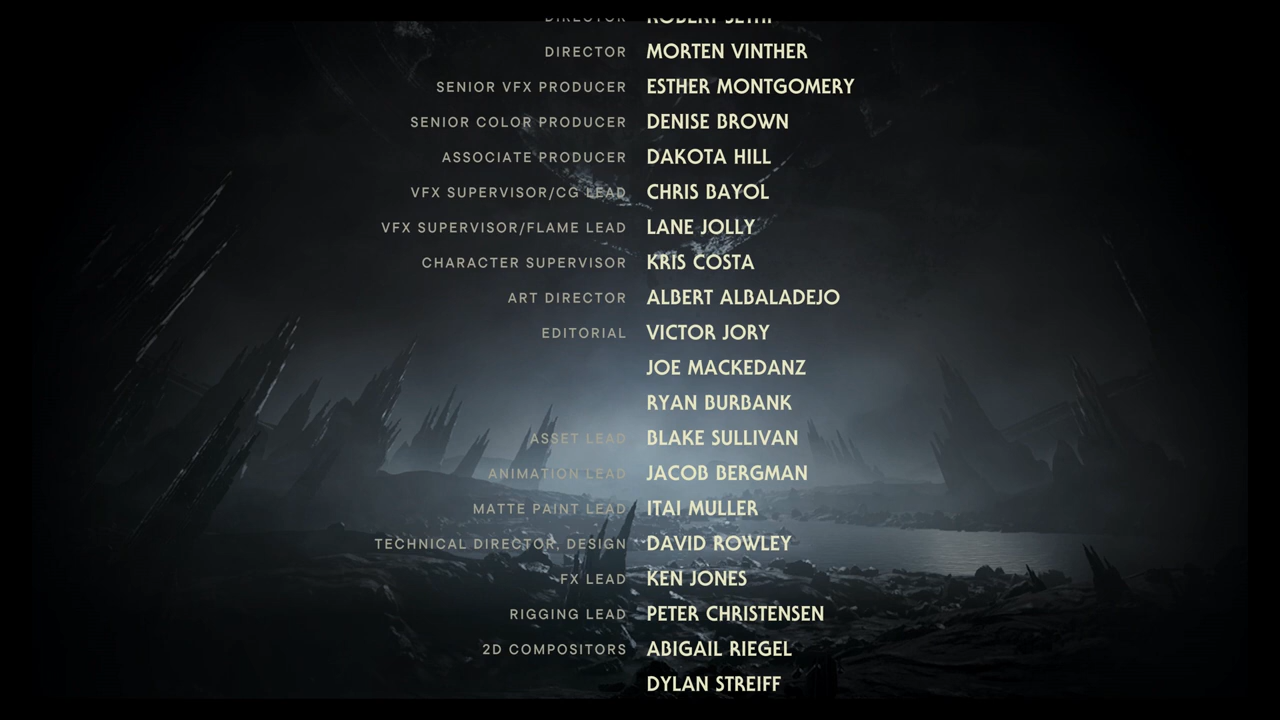 DIRECTOR ROBERT SETHI
DIRECTOR MORTEN VINTHER
SENIOR VFX PRODUCER ESTHER MONTGOMERY
SENIOR COLOR PRODUCER DENISE BROWN
ASSOCIATE PRODUCER DAKOTA HILL
VFX SUPERVISOR/CG LEAD CHRIS BAYOL
VFX SUPERVISOR/FLAME LEAD LANE JOLLY
CHARACTER SUPERVISOR KRIS COSTA
ART DIRECTOR ALBERT ALBALADEJO
EDITORIAL VICTOR JORY
JOE MACKEDANZ
RYAN BURBANK
ASSET LEAD BLAKE SULLIVAN
ANIMATION LEAD JACOB BERGMAN
MATTE PAINT LEAD ITAI MULLER
TECHNICAL DIRECTOR, DESIGN DAVID ROWLEY
FX LEAD KEN JONES
RIGGING LEAD PETER CHRISTENSEN
2D COMPOSITORS ABIGAIL RIEGEL
DYLAN STREIFF